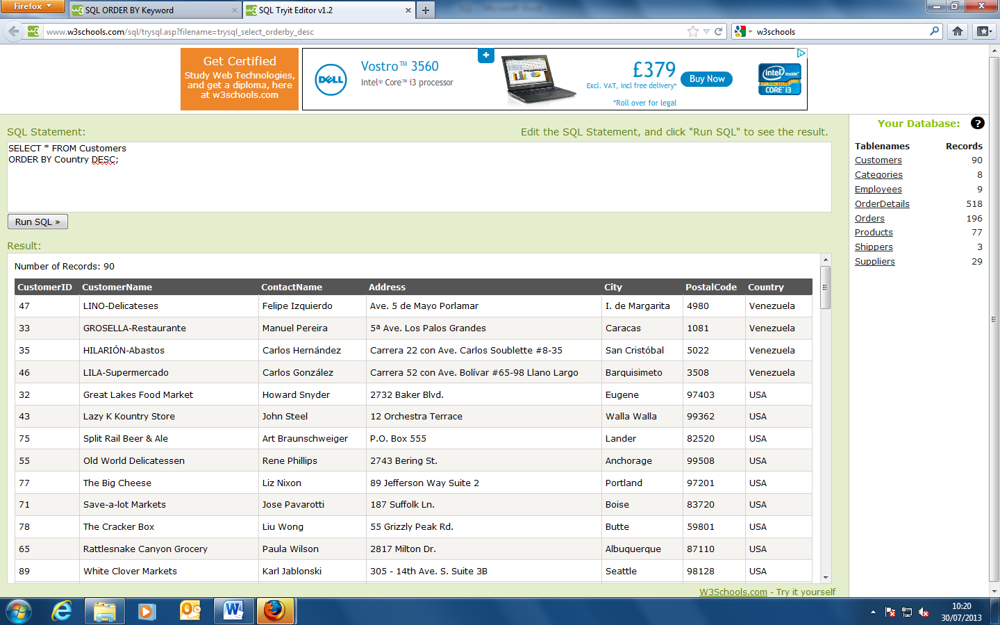 Firefox
SQL ORDER BY Keyword
SQL Tryit Editor v1.2
www.w3schools.com/sql/trysql.asp?filename=trysql_select_orderby_desc
w3schools
Get Certified
Study Web Technologies,
and get a diploma, here
at w3schools.com
DELL
Vostro™ 3560
Intel® Core™ i3 processor
£379
Excl. VAT, incl free delivery*
*Roll over for legal
Buy Now
intel inside™
CORE™ i3
SQL Statement:
Edit the SQL Statement, and click "Run SQL" to see the result.
SELECT * FROM Customers
ORDER BY Country DESC;
Run SQL »
Result:
Number of Records: 90
CustomerID CustomerName ContactName Address City PostalCode Country
47 LINO-Delicateses Felipe Izquierdo Ave. 5 de Mayo Porlamar I. de Margarita 4980 Venezuela
33 GROSELLA-Restaurante Manuel Pereira 5ª Ave. Los Palos Grandes Caracas 1081 Venezuela
35 HILARIÓN-Abastos Carlos Hernández Carrera 22 con Ave. Carlos Soublette #8-35 San Cristóbal 5022 Venezuela
46 LILA-Supermercado Carlos González Carrera 52 con Ave. Bolívar #65-98 Llano Largo Barquisimeto 3508 Venezuela
32 Great Lakes Food Market Howard Snyder 2732 Baker Blvd. Eugene 97403 USA
43 Lazy K Kountry Store John Steel 12 Orchestra Terrace Walla Walla 99362 USA
75 Split Rail Beer & Ale Art Braunschweiger P.O. Box 555 Lander 82520 USA
55 Old World Delicatessen Rene Phillips 2743 Bering St. Anchorage 99508 USA
77 The Big Cheese Liz Nixon 89 Jefferson Way Suite 2 Portland 97201 USA
71 Save-a-lot Markets Jose Pavarotti 187 Suffolk Ln. Boise 83720 USA
78 The Cracker Box Liu Wong 55 Grizzly Peak Rd. Butte 59801 USA
65 Rattlesnake Canyon Grocery Paula Wilson 2817 Milton Dr. Albuquerque 87110 USA
89 White Clover Markets Karl Jablonski 305 - 14th Ave. S. Suite 3B Seattle 98128 USA
W3Schools.com - Try it yourself
Your Database:
Tablenames Records
Customers 90
Categories 8
Employees 9
OrderDetails 518
Orders 196
Products 77
Shippers 3
Suppliers 29
10:20
30/07/2013